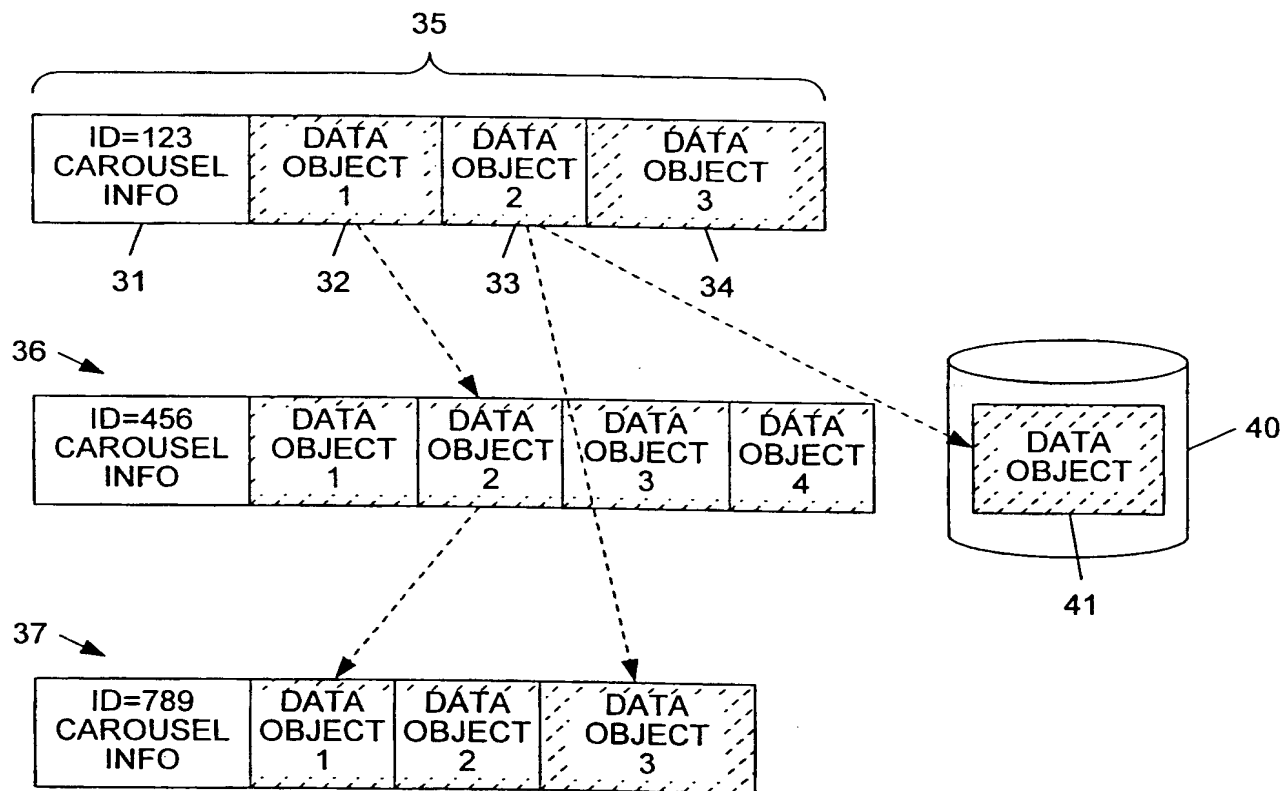 35
ID=123
CAROUSEL
INFO
DATA
OBJECT
1
DATA
OBJECT
2
DATA
OBJECT
3
31
32
33
34
36
ID=456
CAROUSEL
INFO
DATA
OBJECT
1
DATA
OBJECT
2
DATA
OBJECT
3
DATA
OBJECT
4
DATA
OBJECT
40
41
37
ID=789
CAROUSEL
INFO
DATA
OBJECT
1
DATA
OBJECT
2
DATA
OBJECT
3